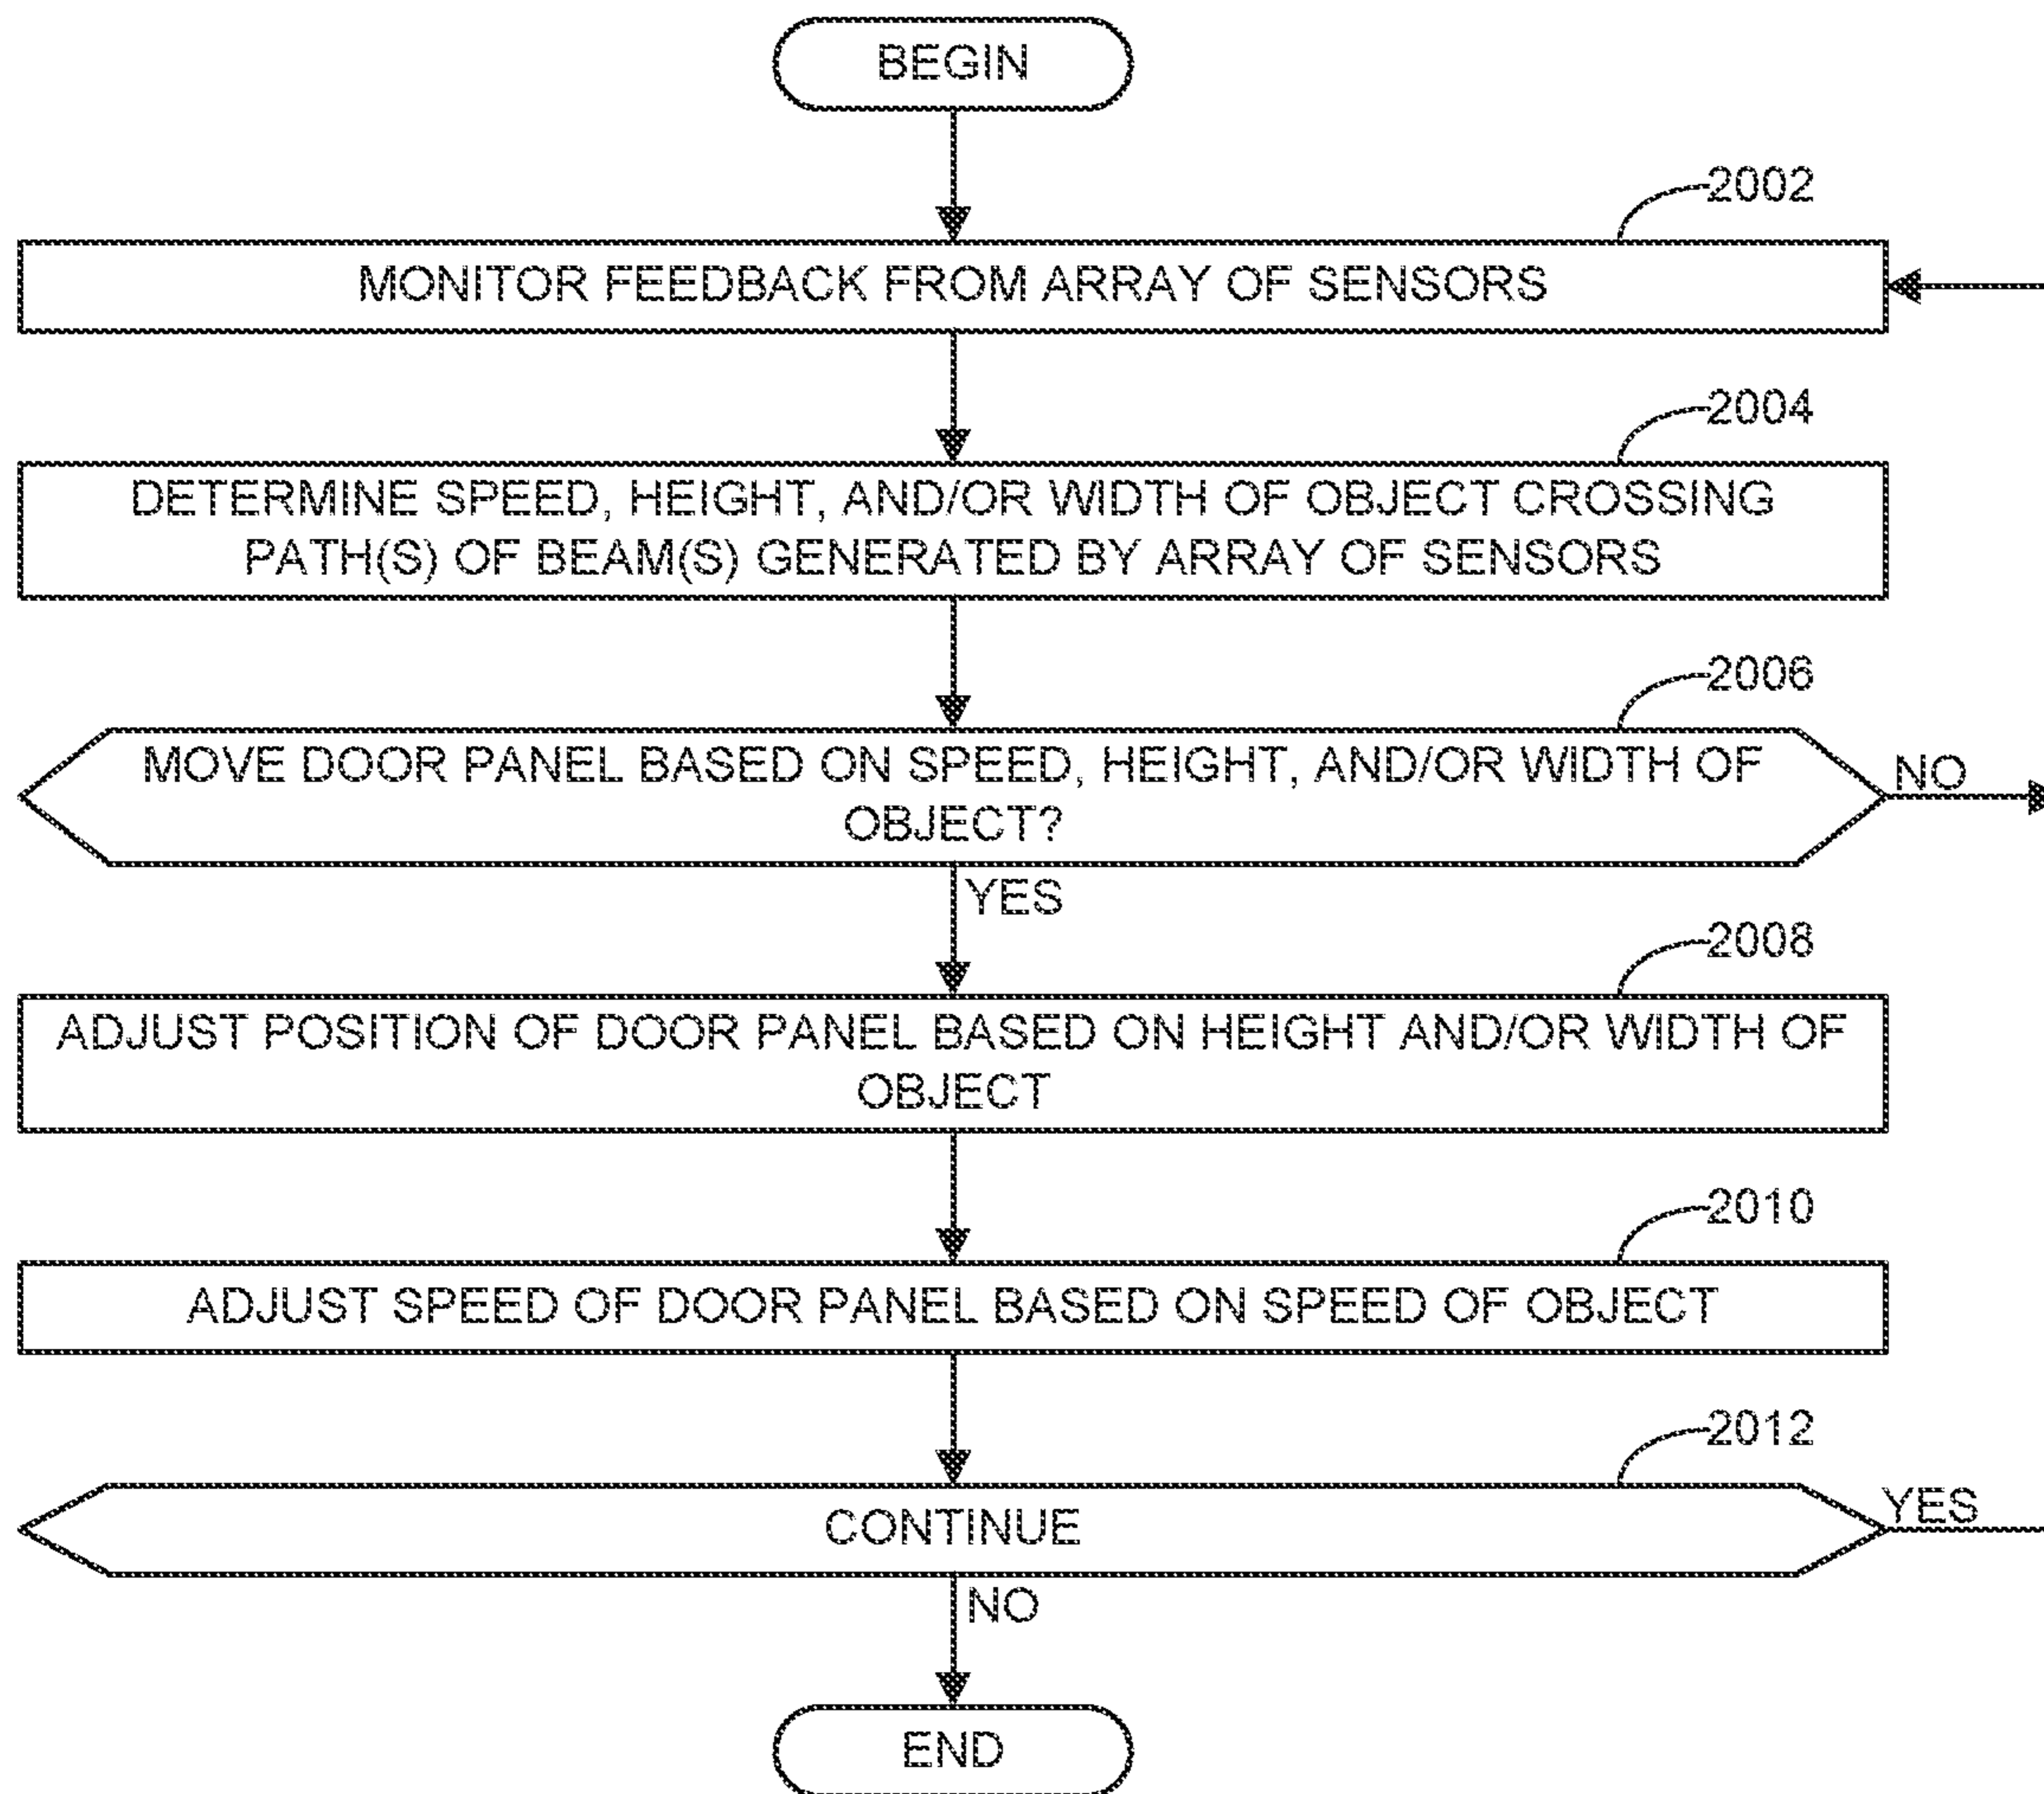 BEGIN
2002
MONITOR FEEDBACK FROM ARRAY OF SENSORS
2004
DETERMINE SPEED, HEIGHT, AND/OR WIDTH OF OBJECT CROSSING
PATH(S) OF BEAM(S) GENERATED BY ARRAY OF SENSORS
2006
MOVE DOOR PANEL BASED ON SPEED, HEIGHT, AND/OR WIDTH OF
OBJECT?
NO
YES
2008
ADJUST POSITION OF DOOR PANEL BASED ON HEIGHT AND/OR WIDTH OF
OBJECT
2010
ADJUST SPEED OF DOOR PANEL BASED ON SPEED OF OBJECT
2012
CONTINUE
YES
NO
END